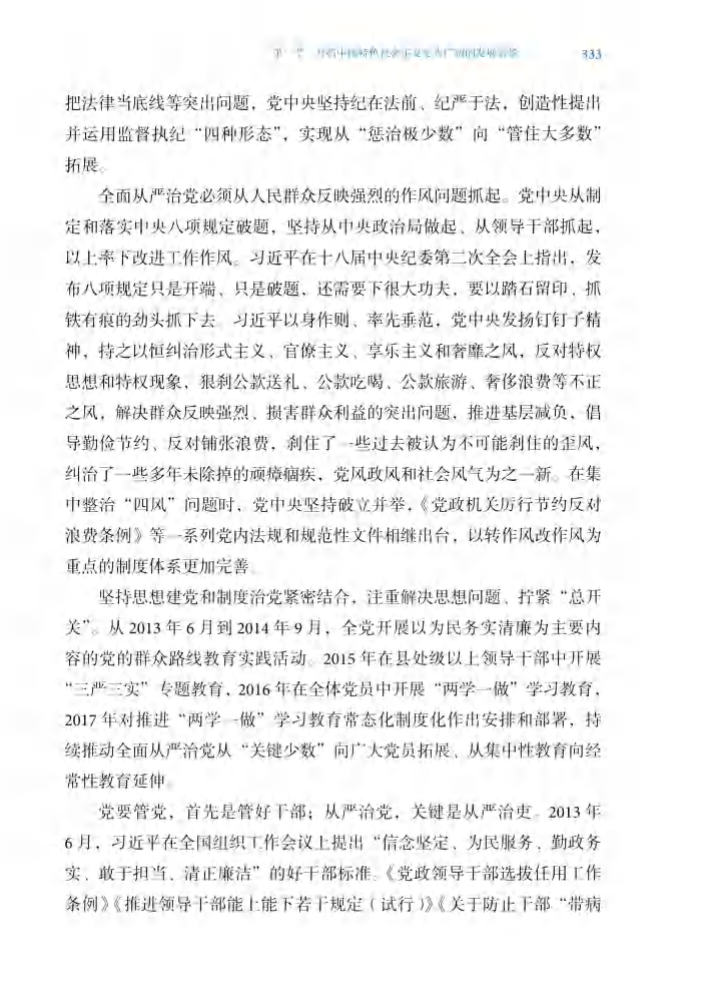 333
把法律当底线等突出问题，党中央坚持纪在法前、纪严于法，创造性提出
并运用监督执纪“四种形态”，实现从“惩治极少数”向“管住大多数”
拓展。
全面从严治党必须从人民群众反映强烈的作风问题抓起。党中央从制
定和落实中央八项规定破题，坚持从中央政治局做起、从领导干部抓起，
以上率下改进工作作风。习近平在十八届中央纪委第二次全会上指出，发
布八项规定只是开端、只是破题，还需要下很大功夫，要以踏石留印、抓
铁有痕的劲头抓下去。习近平以身作则、率先垂范，党中央发扬钉钉子精
神，持之以恒纠治形式主义、官僚主义、享乐主义和奢靡之风，反对特权
思想和特权现象，狠刹公款送礼、公款吃喝、公款旅游、奢侈浪费等不正
之风，解决群众反映强烈、损害群众利益的突出问题，推进基层减负，倡
导勤俭节约、反对铺张浪费，刹住了一些过去被认为不可能刹住的歪风，
纠治了一些多年未除掉的顽瘴痼疾，党风政风和社会风气为之一新。在集
中整治“四风”问题时，党中央坚持破立并举，《党政机关厉行节约反对
浪费条例》等一系列党内法规和规范性文件相继出台，以转作风改作风为
重点的制度体系更加完善。
坚持思想建党和制度治党紧密结合，注重解决思想问题、拧紧“总开
关”。从 2013 年 6 月到 2014 年 9 月，全党开展以为民务实清廉为主要内
容的党的群众路线教育实践活动。2015 年在县处级以上领导干部中开展
“三严三实”专题教育，2016 年在全体党员中开展“两学一做”学习教育，
2017 年对推进“两学一做”学习教育常态化制度化作出安排和部署，持
续推动全面从严治党从“关键少数”向广大党员拓展、从集中性教育向经
常性教育延伸。
党要管党，首先是管好干部；从严治党，关键是从严治吏。2013 年
6 月，习近平在全国组织工作会议上提出“信念坚定、为民服务、勤政务
实、敢于担当、清正廉洁”的好干部标准。《党政领导干部选拔任用工作
条例》《推进领导干部能上能下若干规定（试行）》《关于防止干部“带病